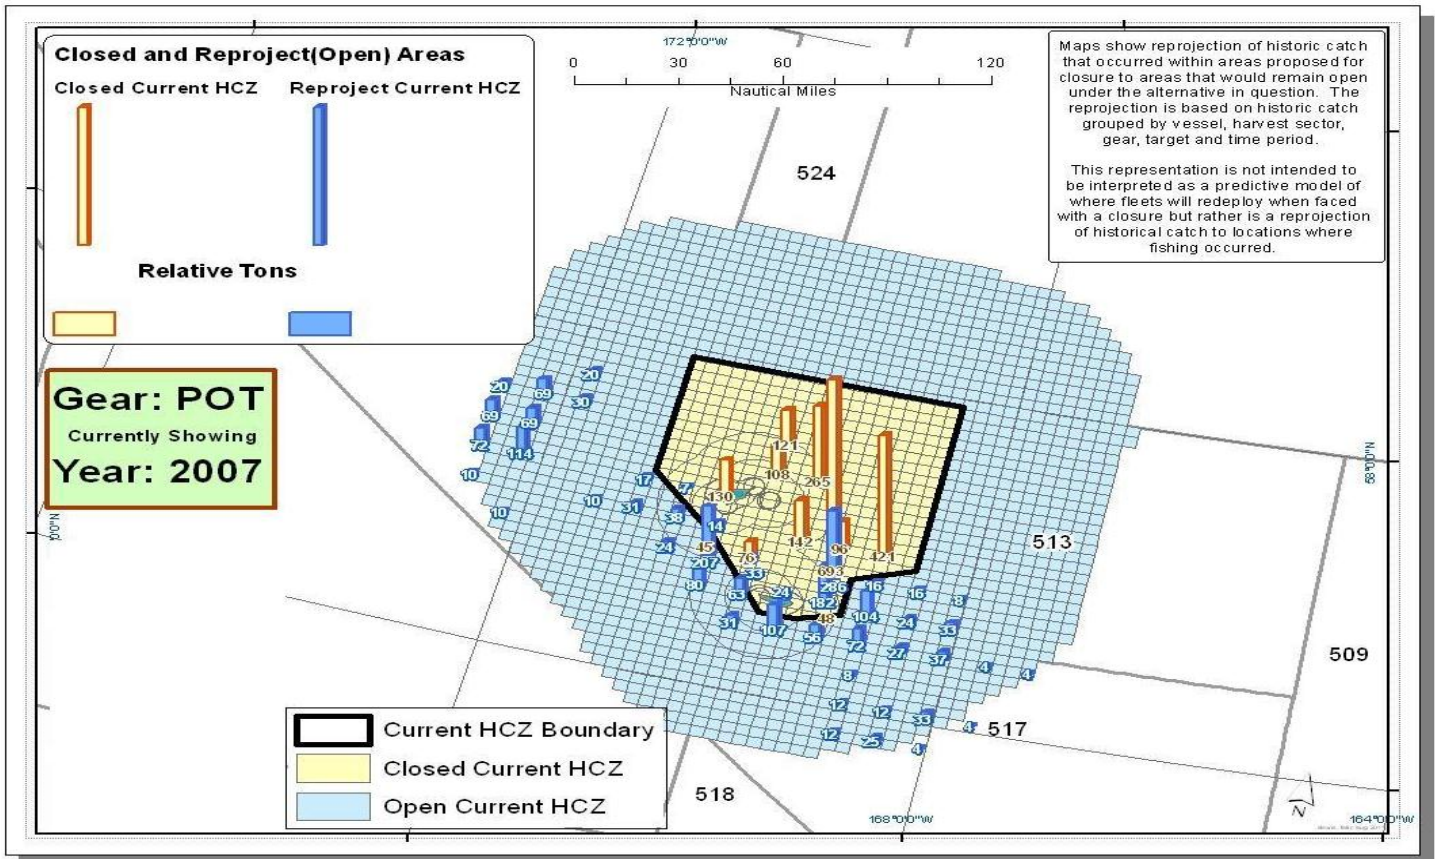 Closed and Reproject(Open) Areas
Closed Current HCZ Reproject Current HCZ
Relative Tons
172°0'0"W
0 30 60 120
Nautical Miles
Maps show reprojection of historic catch
that occurred within areas proposed for
closure to areas that would remain open
under the alternative in question. The
reprojection is based on historic catch
grouped by vessel, harvest sector,
gear, target and time period.
This representation is not intended to
be interpreted as a predictive model of
where fleets will redeploy when faced
with a closure but rather is a reprojection
of historical catch to locations where
fishing occurred.
524
Gear: POT
Currently Showing
Year: 2007
20 69 20
69 69 30
72 114
121
10 17 7 130 108 265
58°0'0"N
10 10 31 38 14
0'0"N
24 45 76 142 96 421
513
207 33 693
80 63 24 286 16 16 8
182
31 107 56 48 104 24 33
72 27 37 4 4
8
509
12 12 33 4
12 25 4
517
518
Current HCZ Boundary
Closed Current HCZ
Open Current HCZ
N
168°0'0"W
164°0'0"W